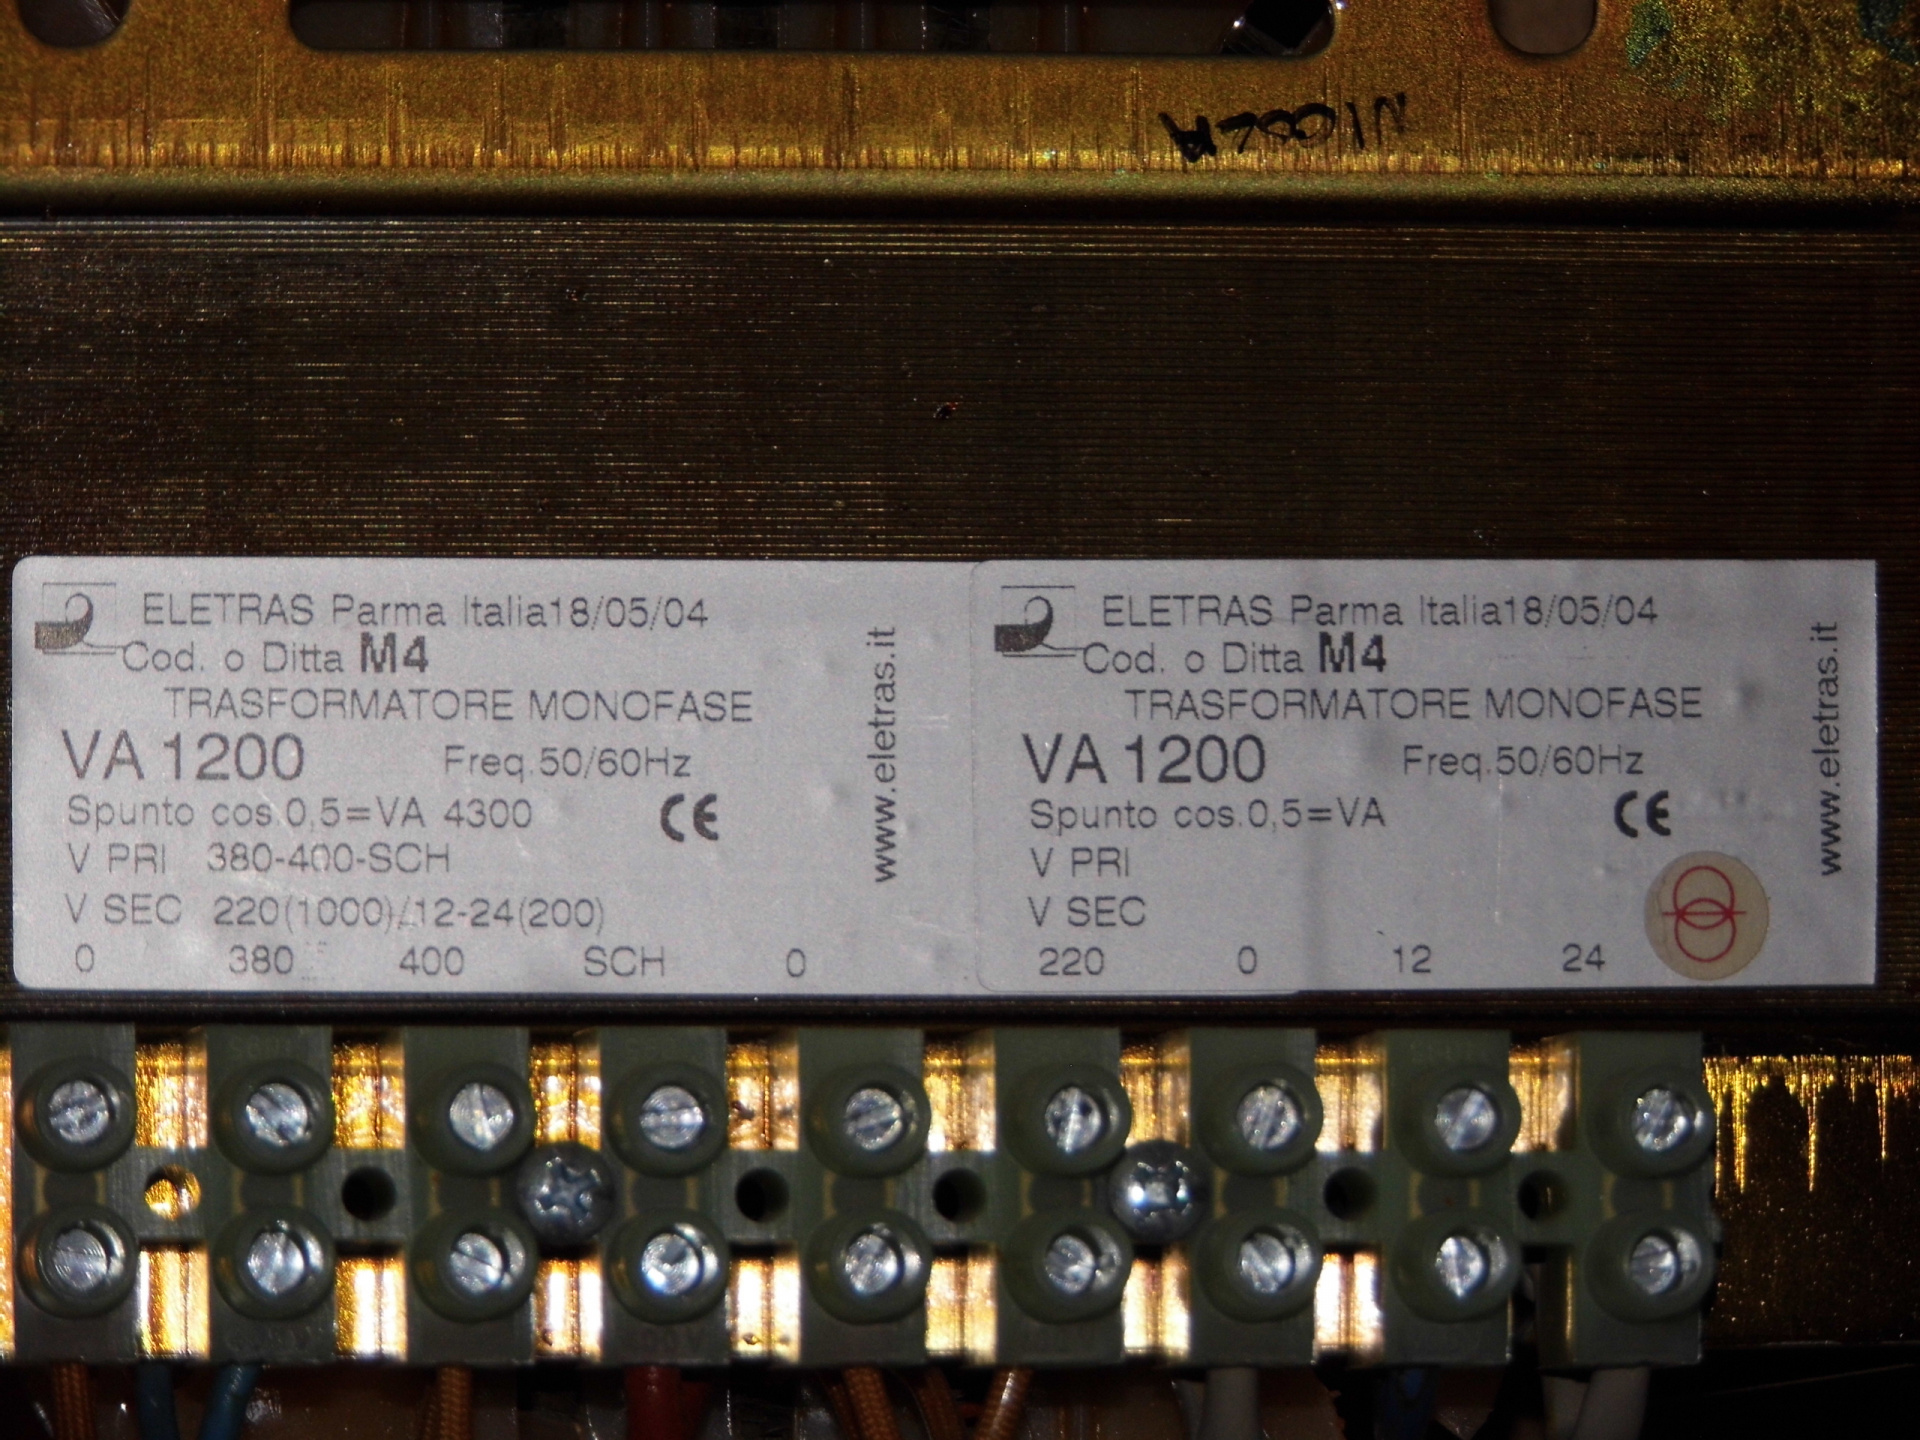 NICOLA
ELETRAS Parma Italia18/05/04
Cod. o Ditta M4
TRASFORMATORE MONOFASE
VA 1200 Freq.50/60Hz
Spunto cos.0,5=VA 4300 CE
V PRI 380-400-SCH
V SEC 220(1000)/12-24(200)
0 380 400 SCH 0
www.eletras.it
ELETRAS Parma Italia18/05/04
Cod. o Ditta M4
TRASFORMATORE MONOFASE
VA 1200 Freq.50/60Hz
Spunto cos.0,5=VA CE
V PRI
V SEC
220 0 12 24
www.eletras.it